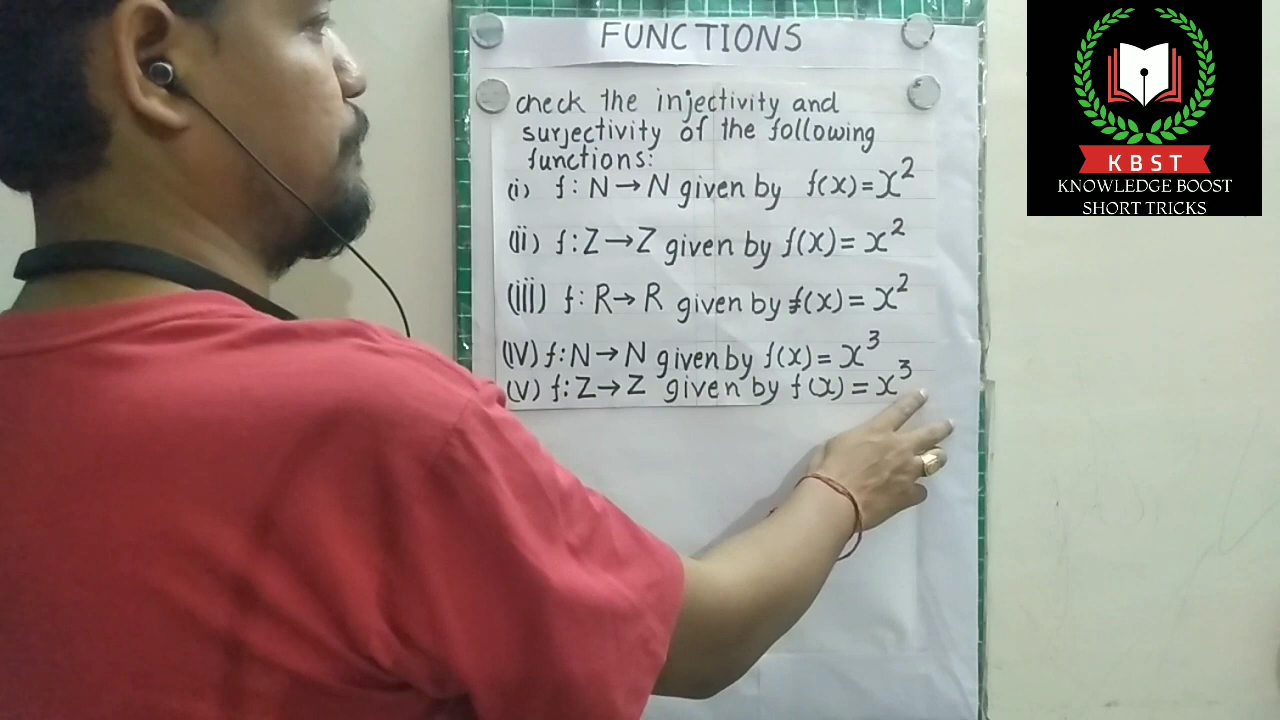 FUNCTIONS
check the injectivity and
surjectivity of the following
functions:
(i) f: N → N given by f(x) = x²
(ii) f: Z → Z given by f(x) = x²
(iii) f: R → R given by f(x) = x²
(IV) f: N → N given by f(x) = x³
(V) f: Z → Z given by f(x) = x³
KBST
KNOWLEDGE BOOST
SHORT TRICKS